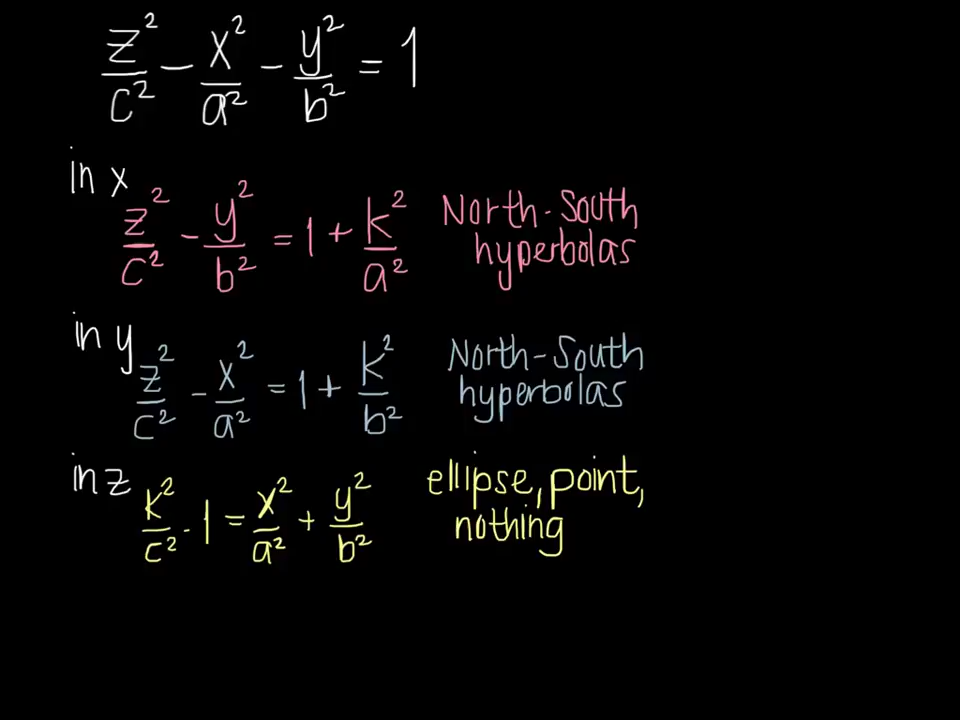 z²/c² - x²/a² - y²/b² = 1
in x
z²/c² - y²/b² = 1 + k²/a² North-South hyperbolas
in y
z²/c² - x²/a² = 1 + k²/b² North-South hyperbolas
in z
k²/c² - 1 = x²/a² + y²/b² ellipse, point, nothing